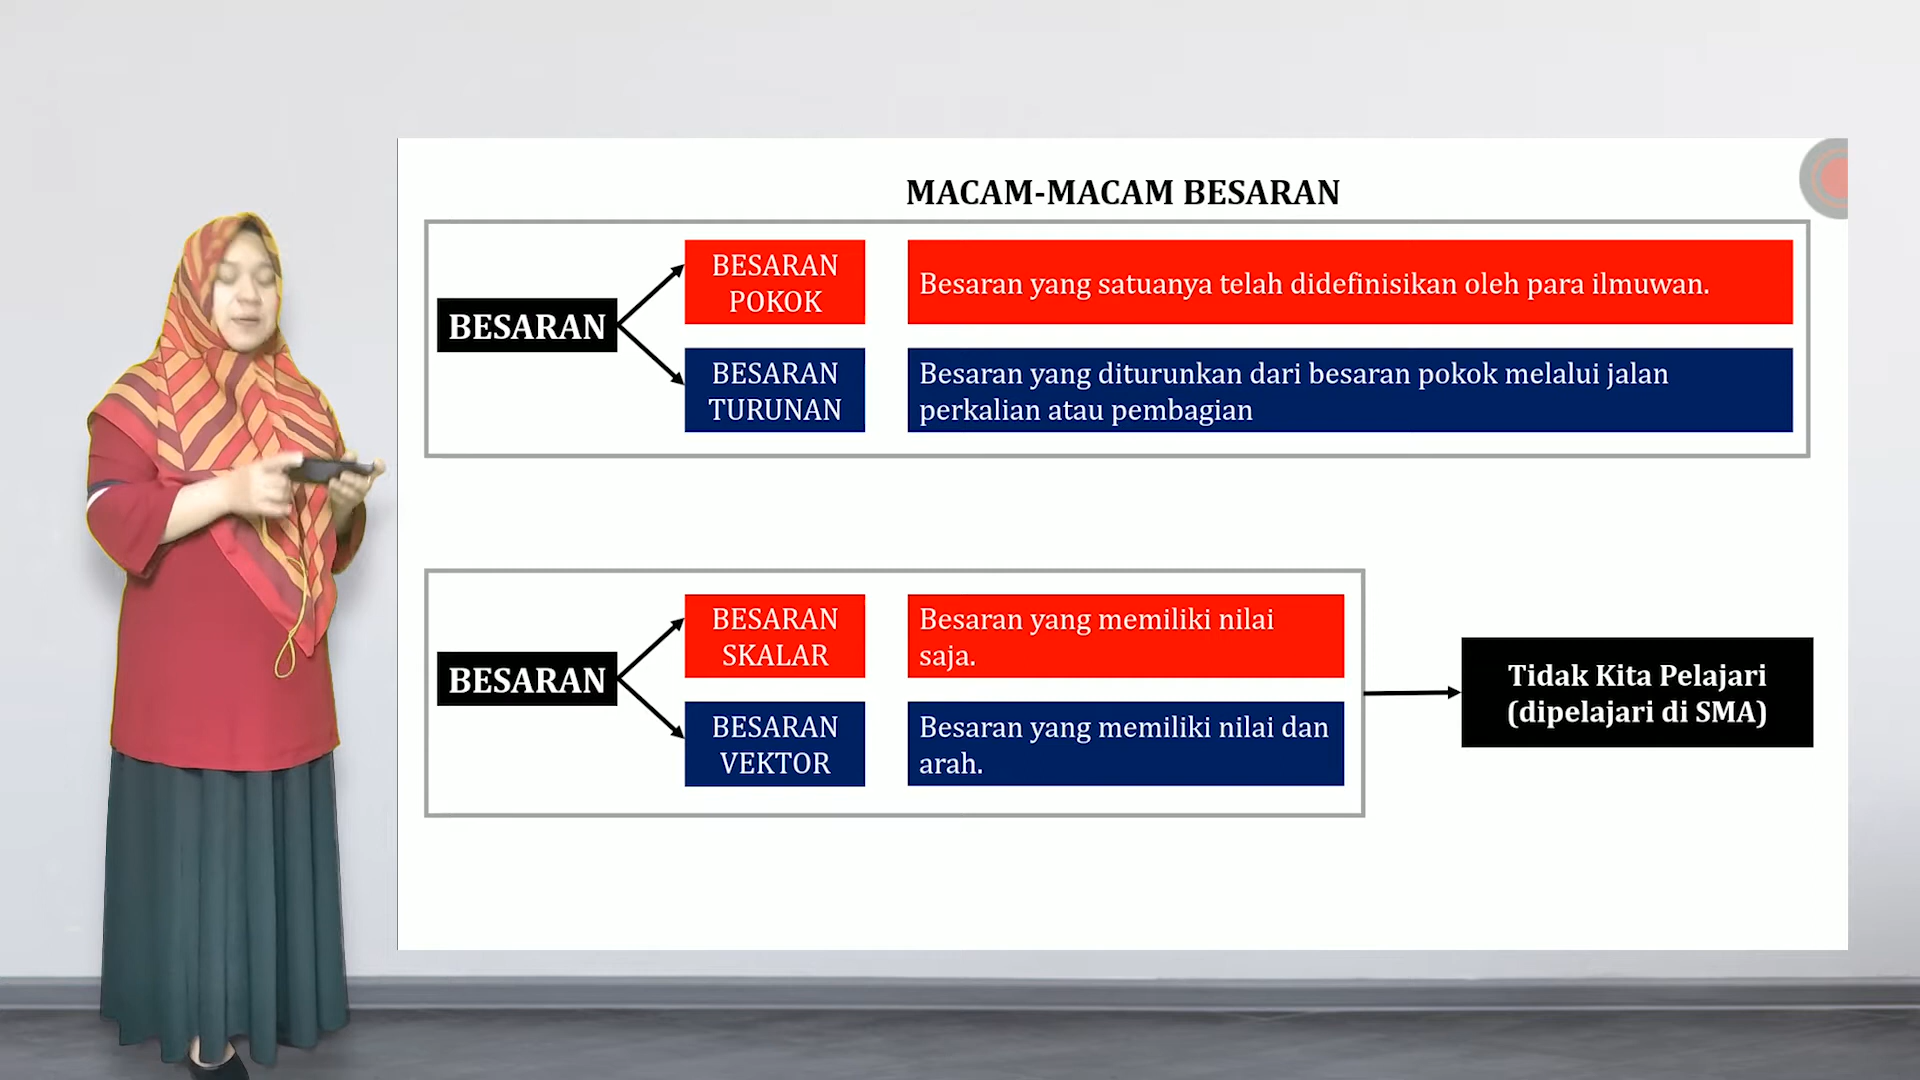 MACAM-MACAM BESARAN
BESARAN
BESARAN
POKOK
Besaran yang satuanya telah didefinisikan oleh para ilmuwan.
BESARAN
TURUNAN
Besaran yang diturunkan dari besaran pokok melalui jalan
perkalian atau pembagian
BESARAN
BESARAN
SKALAR
Besaran yang memiliki nilai
saja.
BESARAN
VEKTOR
Besaran yang memiliki nilai dan
arah.
Tidak Kita Pelajari
(dipelajari di SMA)